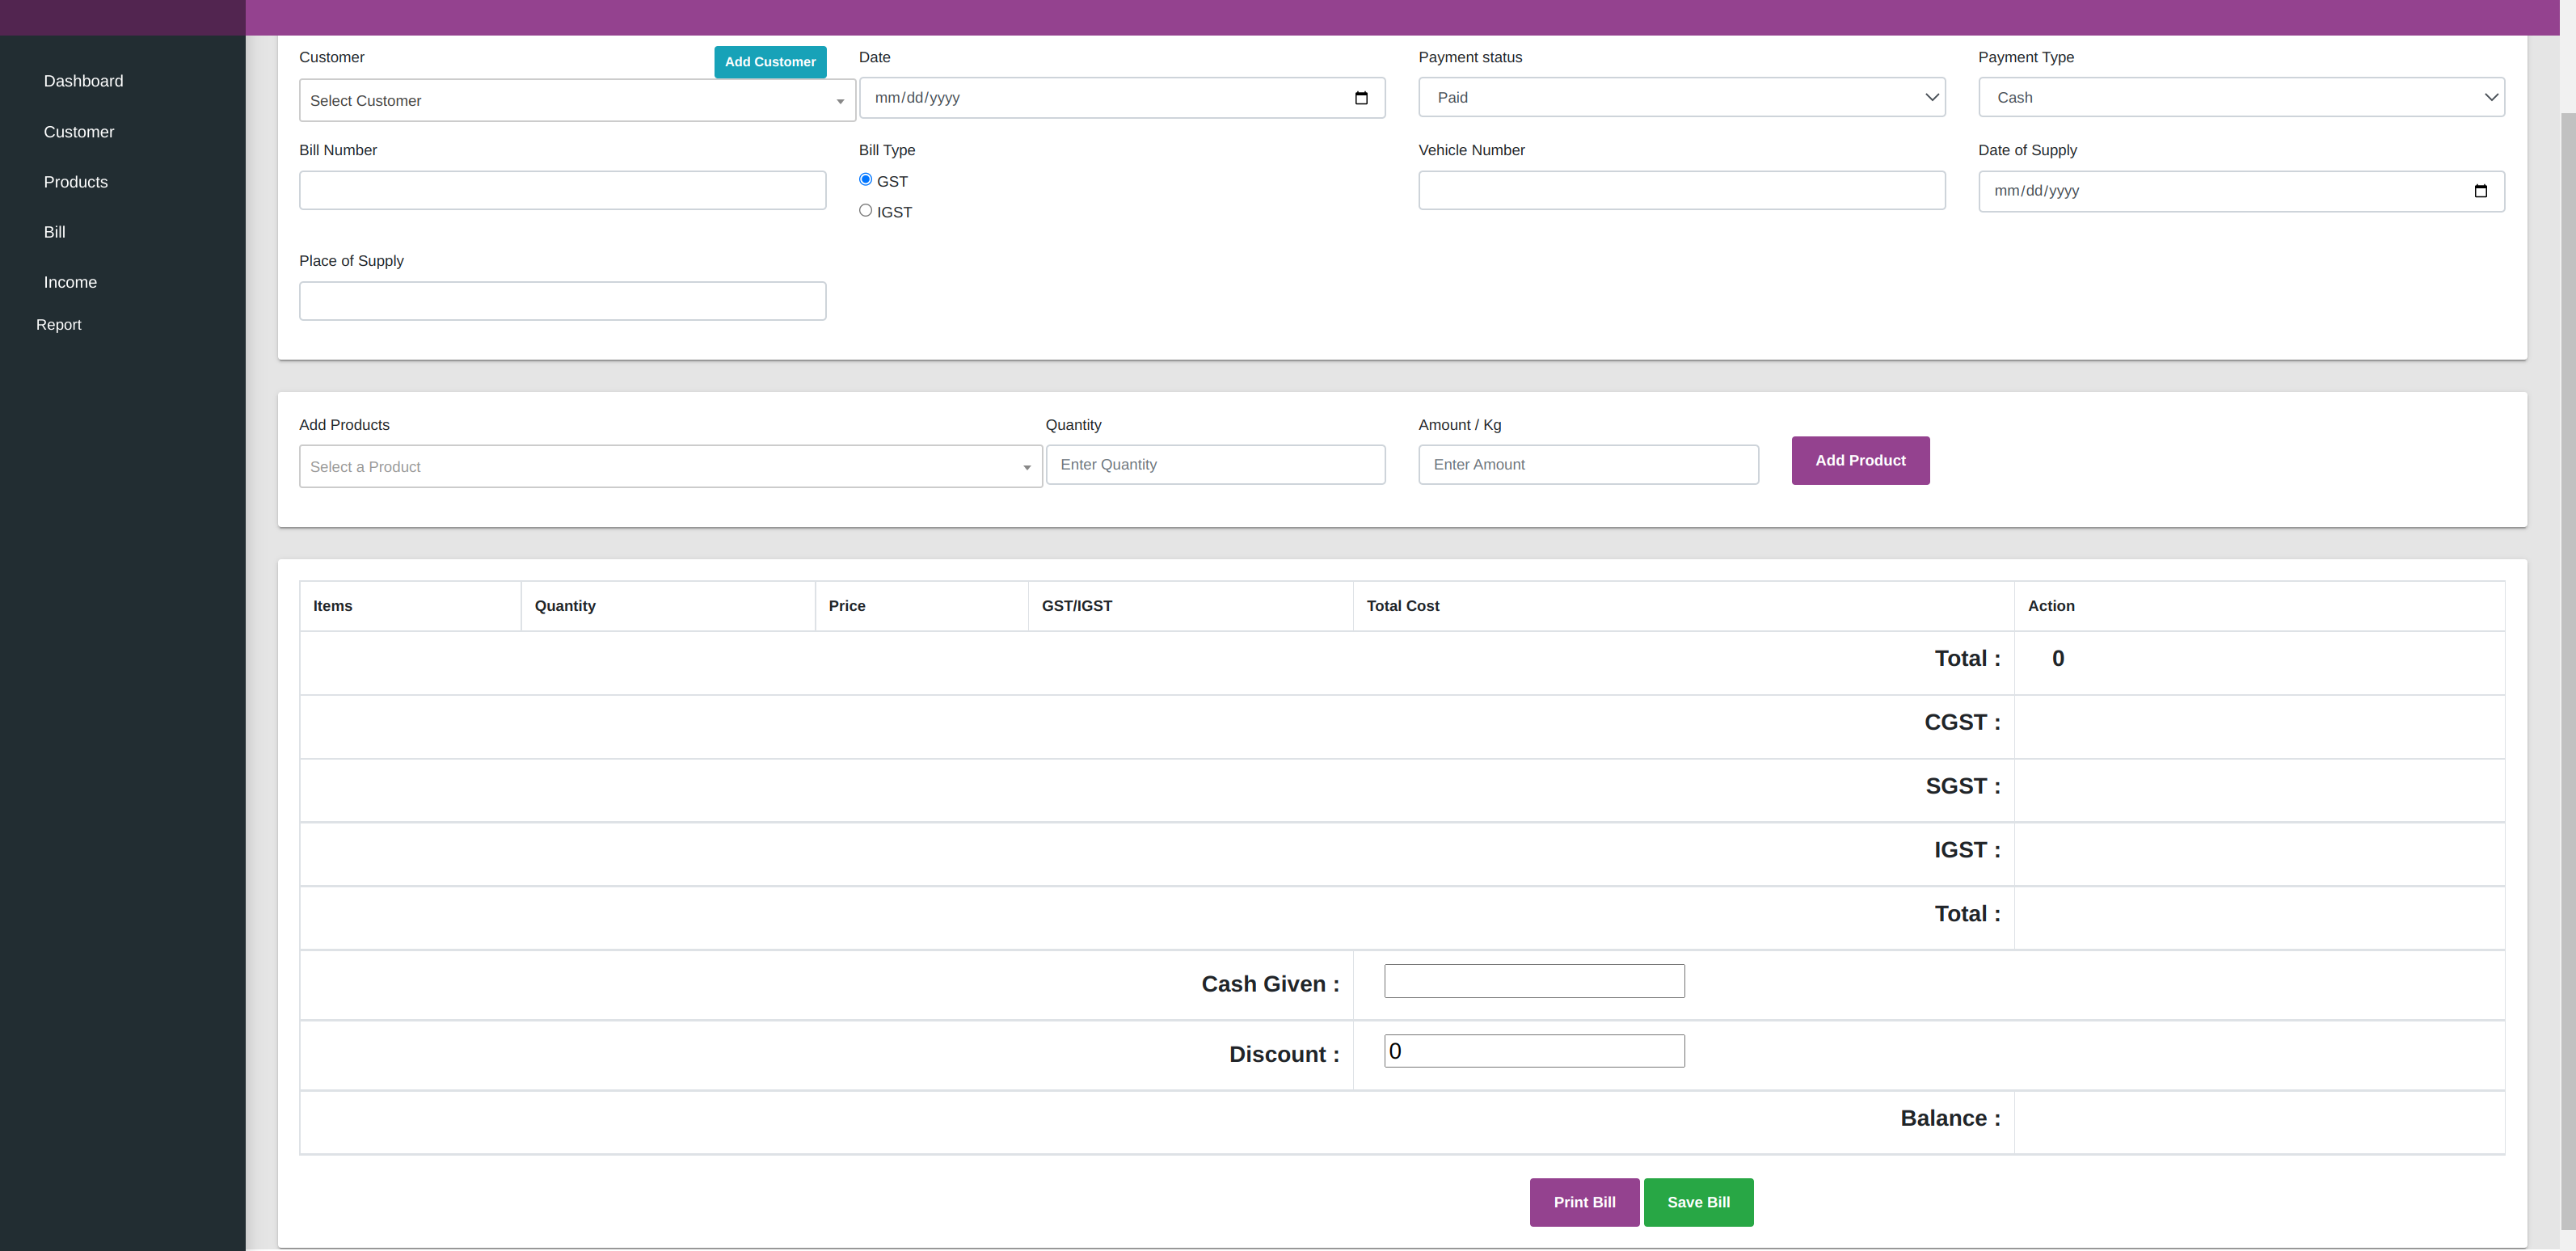 Dashboard
Customer
Products
Bill
Income
Report
Customer
Add Customer
Date
Payment status
Payment Type
Select Customer
mm/dd/yyyy
Paid
Cash
Bill Number
Bill Type
Vehicle Number
Date of Supply
GST
IGST
mm/dd/yyyy
Place of Supply
Add Products
Quantity
Amount / Kg
Select a Product
Enter Quantity
Enter Amount
Add Product
Items
Quantity
Price
GST/IGST
Total Cost
Action
Total : 0
CGST :
SGST :
IGST :
Total :
Cash Given :
Discount : 0
Balance :
Print Bill
Save Bill